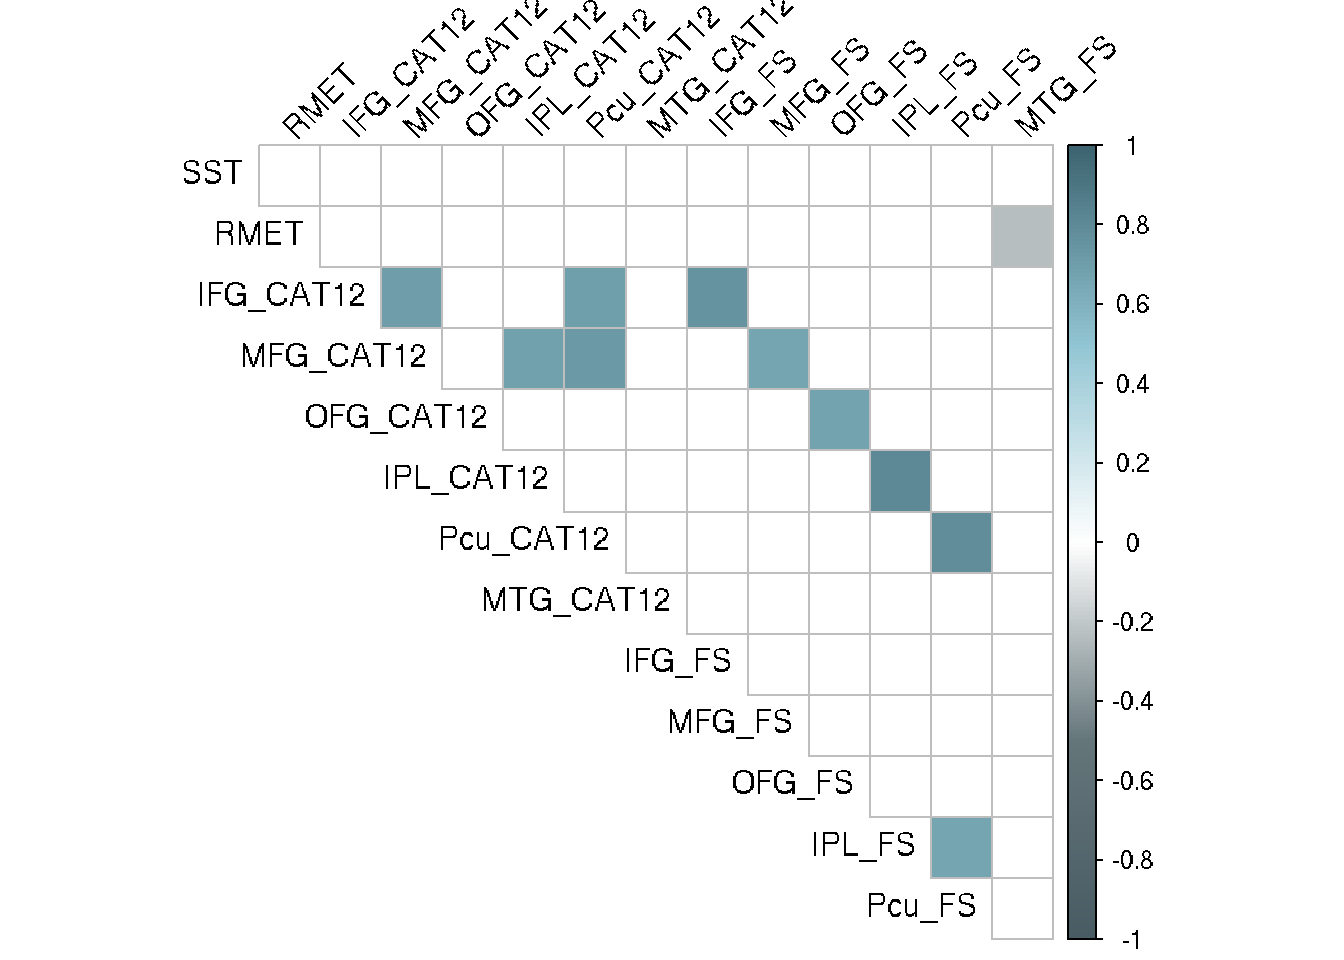 RMET
IFG_CAT12
MFG_CAT12
OFG_CAT12
IPL_CAT12
Pcu_CAT12
MTG_CAT12
IFG_FS
MFG_FS
OFG_FS
IPL_FS
Pcu_FS
MTG_FS
SST
RMET
IFG_CAT12
MFG_CAT12
OFG_CAT12
IPL_CAT12
Pcu_CAT12
MTG_CAT12
IFG_FS
MFG_FS
OFG_FS
IPL_FS
Pcu_FS
1
0.8
0.6
0.4
0.2
0
-0.2
-0.4
-0.6
-0.8
-1